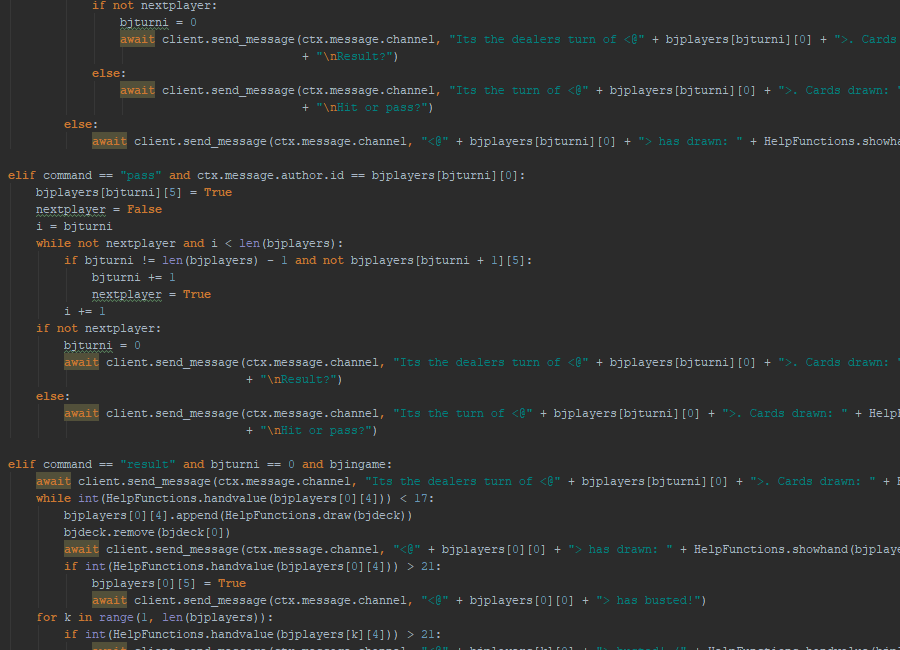 if not nextplayer:
bjturni = 0
await client.send_message(ctx.message.channel, "Its the dealers turn of <@" + bjplayers[bjturni][0] + ">. Cards
+ "\nResult?")
else:
await client.send_message(ctx.message.channel, "Its the turn of <@" + bjplayers[bjturni][0] + ">. Cards drawn: "
+ "\nHit or pass?")
else:
await client.send_message(ctx.message.channel, "<@" + bjplayers[bjturni][0] + "> has drawn: " + HelpFunctions.showha
elif command == "pass" and ctx.message.author.id == bjplayers[bjturni][0]:
bjplayers[bjturni][5] = True
nextplayer = False
i = bjturni
while not nextplayer and i < len(bjplayers):
if bjturni != len(bjplayers) - 1 and not bjplayers[bjturni + 1][5]:
bjturni += 1
nextplayer = True
i += 1
if not nextplayer:
bjturni = 0
await client.send_message(ctx.message.channel, "Its the dealers turn of <@" + bjplayers[bjturni][0] + ">. Cards drawn: "
+ "\nResult?")
else:
await client.send_message(ctx.message.channel, "Its the turn of <@" + bjplayers[bjturni][0] + ">. Cards drawn: " + Help
+ "\nHit or pass?")
elif command == "result" and bjturni == 0 and bjingame:
await client.send_message(ctx.message.channel, "Its the dealers turn of <@" + bjplayers[bjturni][0] + ">. Cards drawn: " +
while int(HelpFunctions.handvalue(bjplayers[0][4])) < 17:
bjplayers[0][4].append(HelpFunctions.draw(bjdeck))
bjdeck.remove(bjdeck[0])
await client.send_message(ctx.message.channel, "<@" + bjplayers[0][0] + "> has drawn: " + HelpFunctions.showhand(bjplaye
if int(HelpFunctions.handvalue(bjplayers[0][4])) > 21:
bjplayers[0][5] = True
await client.send_message(ctx.message.channel, "<@" + bjplayers[0][0] + "> has busted!")
for k in range(1, len(bjplayers)):
if int(HelpFunctions.handvalue(bjplayers[k][4])) > 21: